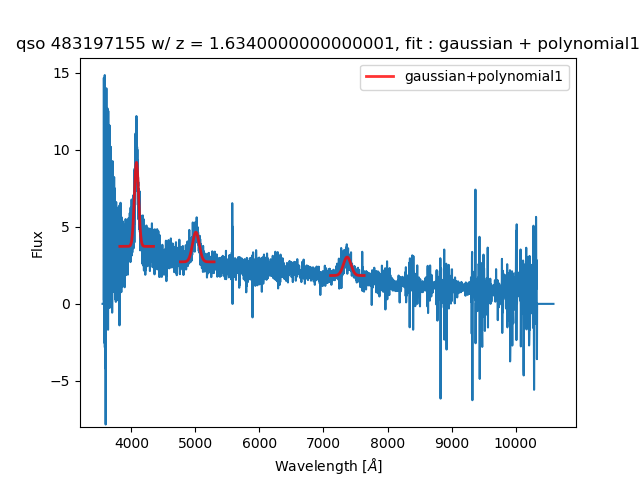 qso 483197155 w/ z = 1.6340000000000001, fit : gaussian + polynomial1
gaussian+polynomial1
15
10
5
0
−5
Flux
4000 5000 6000 7000 8000 9000 10000
Wavelength [Å]